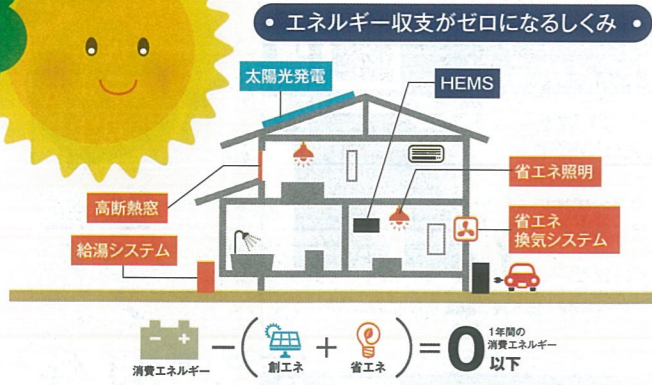 エネルギー収支がゼロになるしくみ
太陽光発電
HEMS
省エネ照明
高断熱窓
省エネ
換気システム
給湯システム
消費エネルギー
−
(
創エネ
+
省エネ
)
=
0
1年間の
消費エネルギー
以下